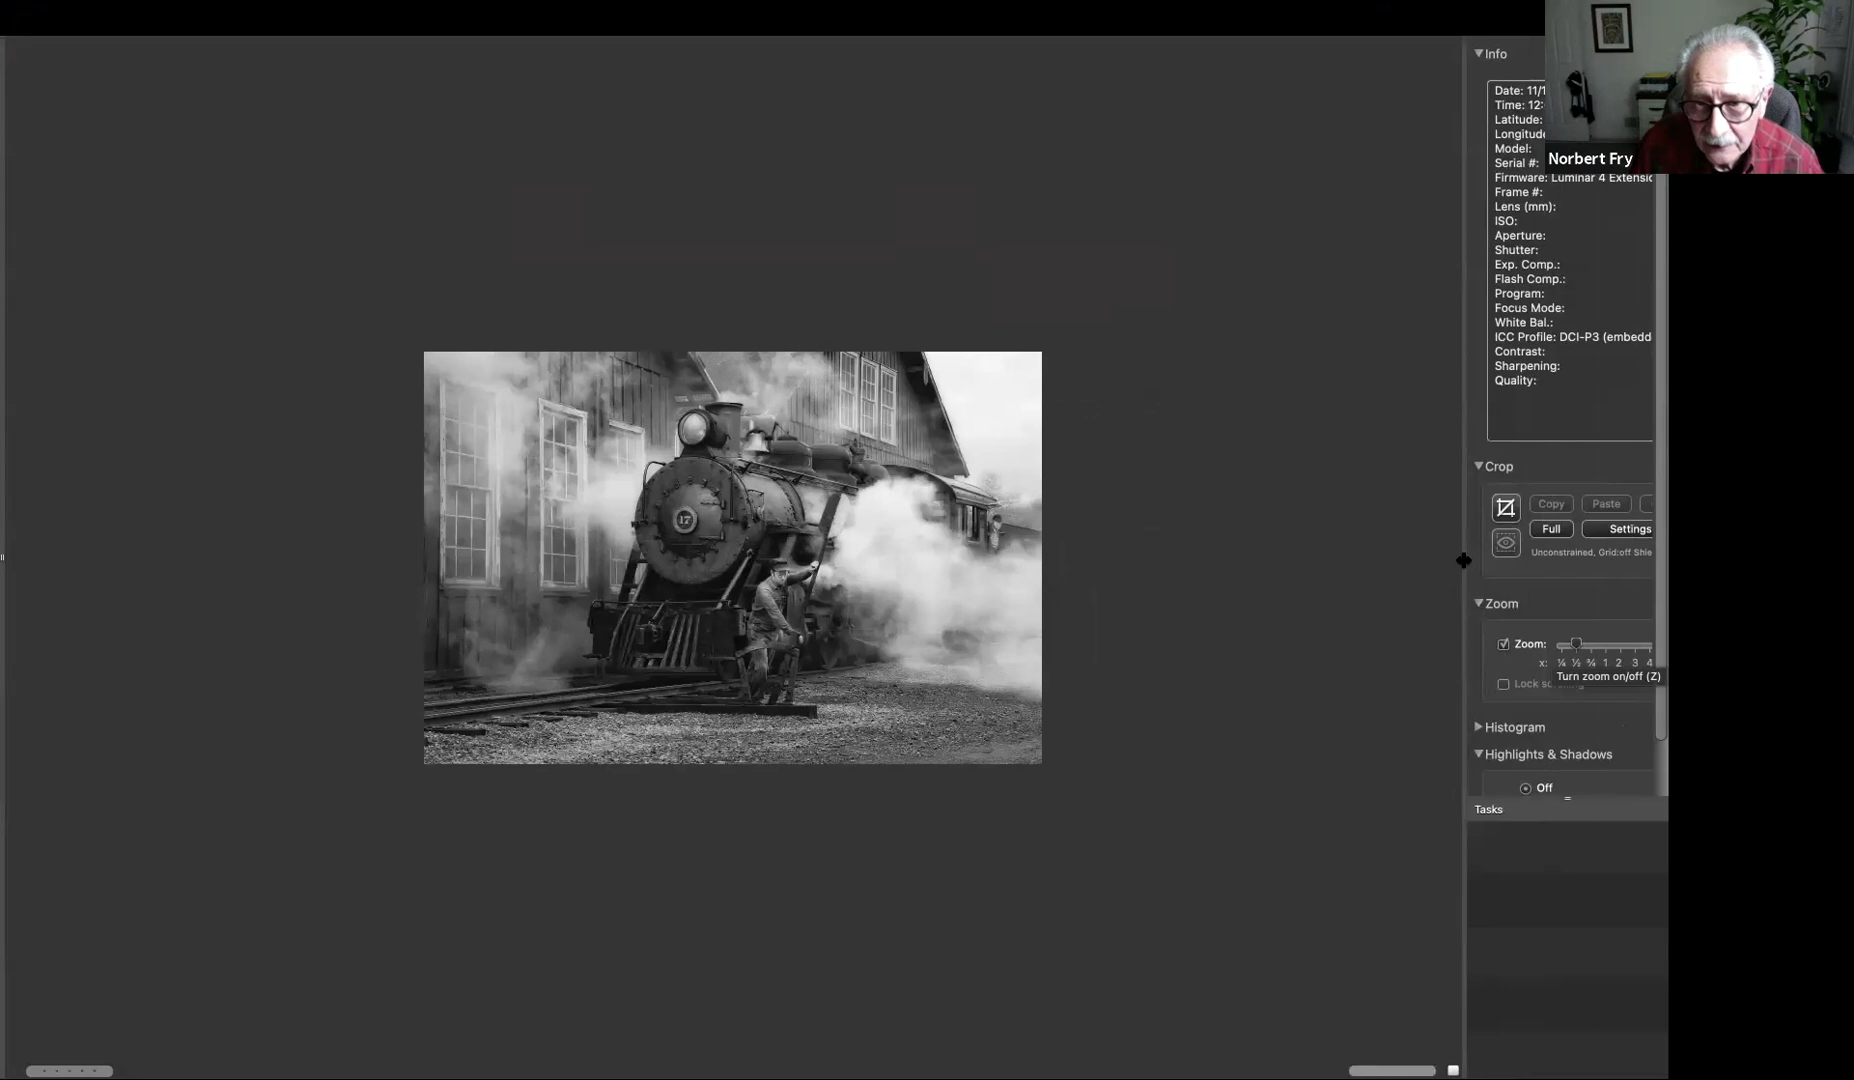 Info
Date: 11/1
Time: 12:
Latitude:
Longitude
Model:
Serial #:
Norbert Fry
Firmware: Luminar 4 Extensio
Frame #:
Lens (mm):
ISO:
Aperture:
Shutter:
Exp. Comp.:
Flash Comp.:
Program:
Focus Mode:
White Bal.:
ICC Profile: DCI-P3 (embedd
Contrast:
Sharpening:
Quality:
Crop
Copy Paste
Full Settings
Unconstrained, Grid:off Shie
17
Zoom
Zoom:
x: ¼ ½ ¾ 1 2 3 4
Turn zoom on/off (Z)
Lock sc
Histogram
Highlights & Shadows
Off
Tasks